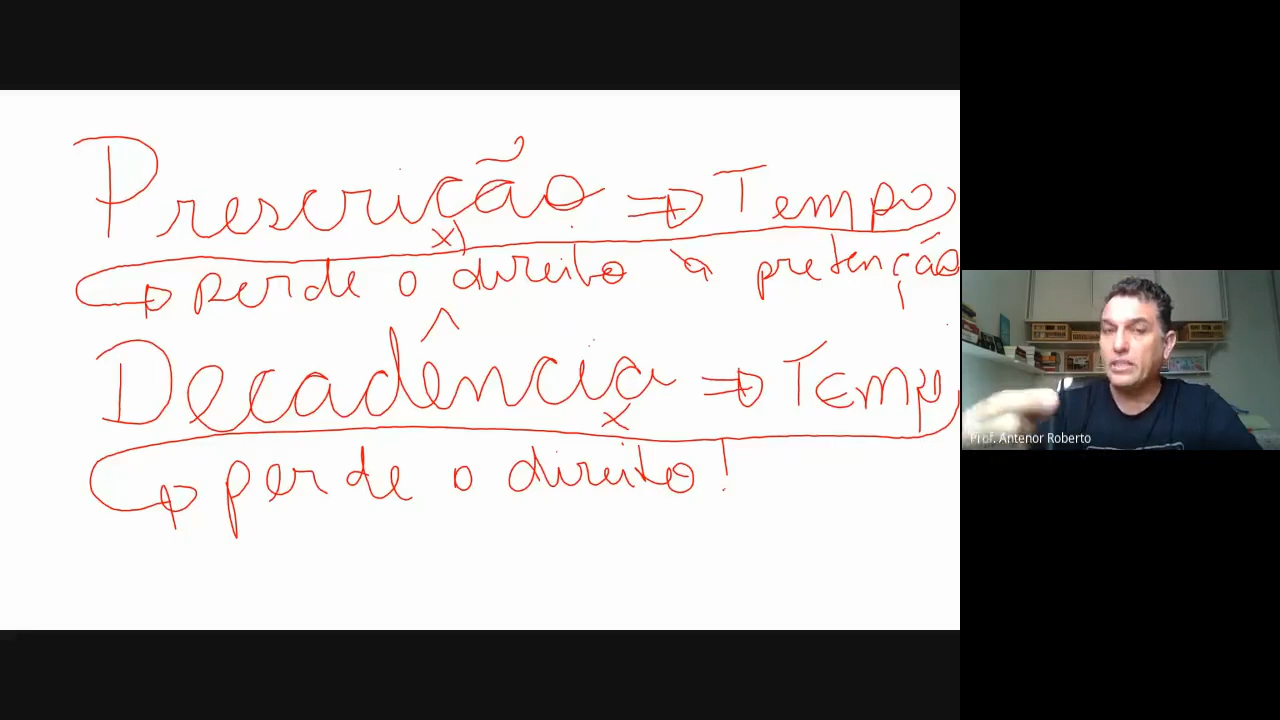 Prescrição ⇒ Tempo,
x)
↳ perde o direito à pretenção
Decadência ⇒ Tempo,
x
↳ perde o direito!
Prof. Antenor Roberto